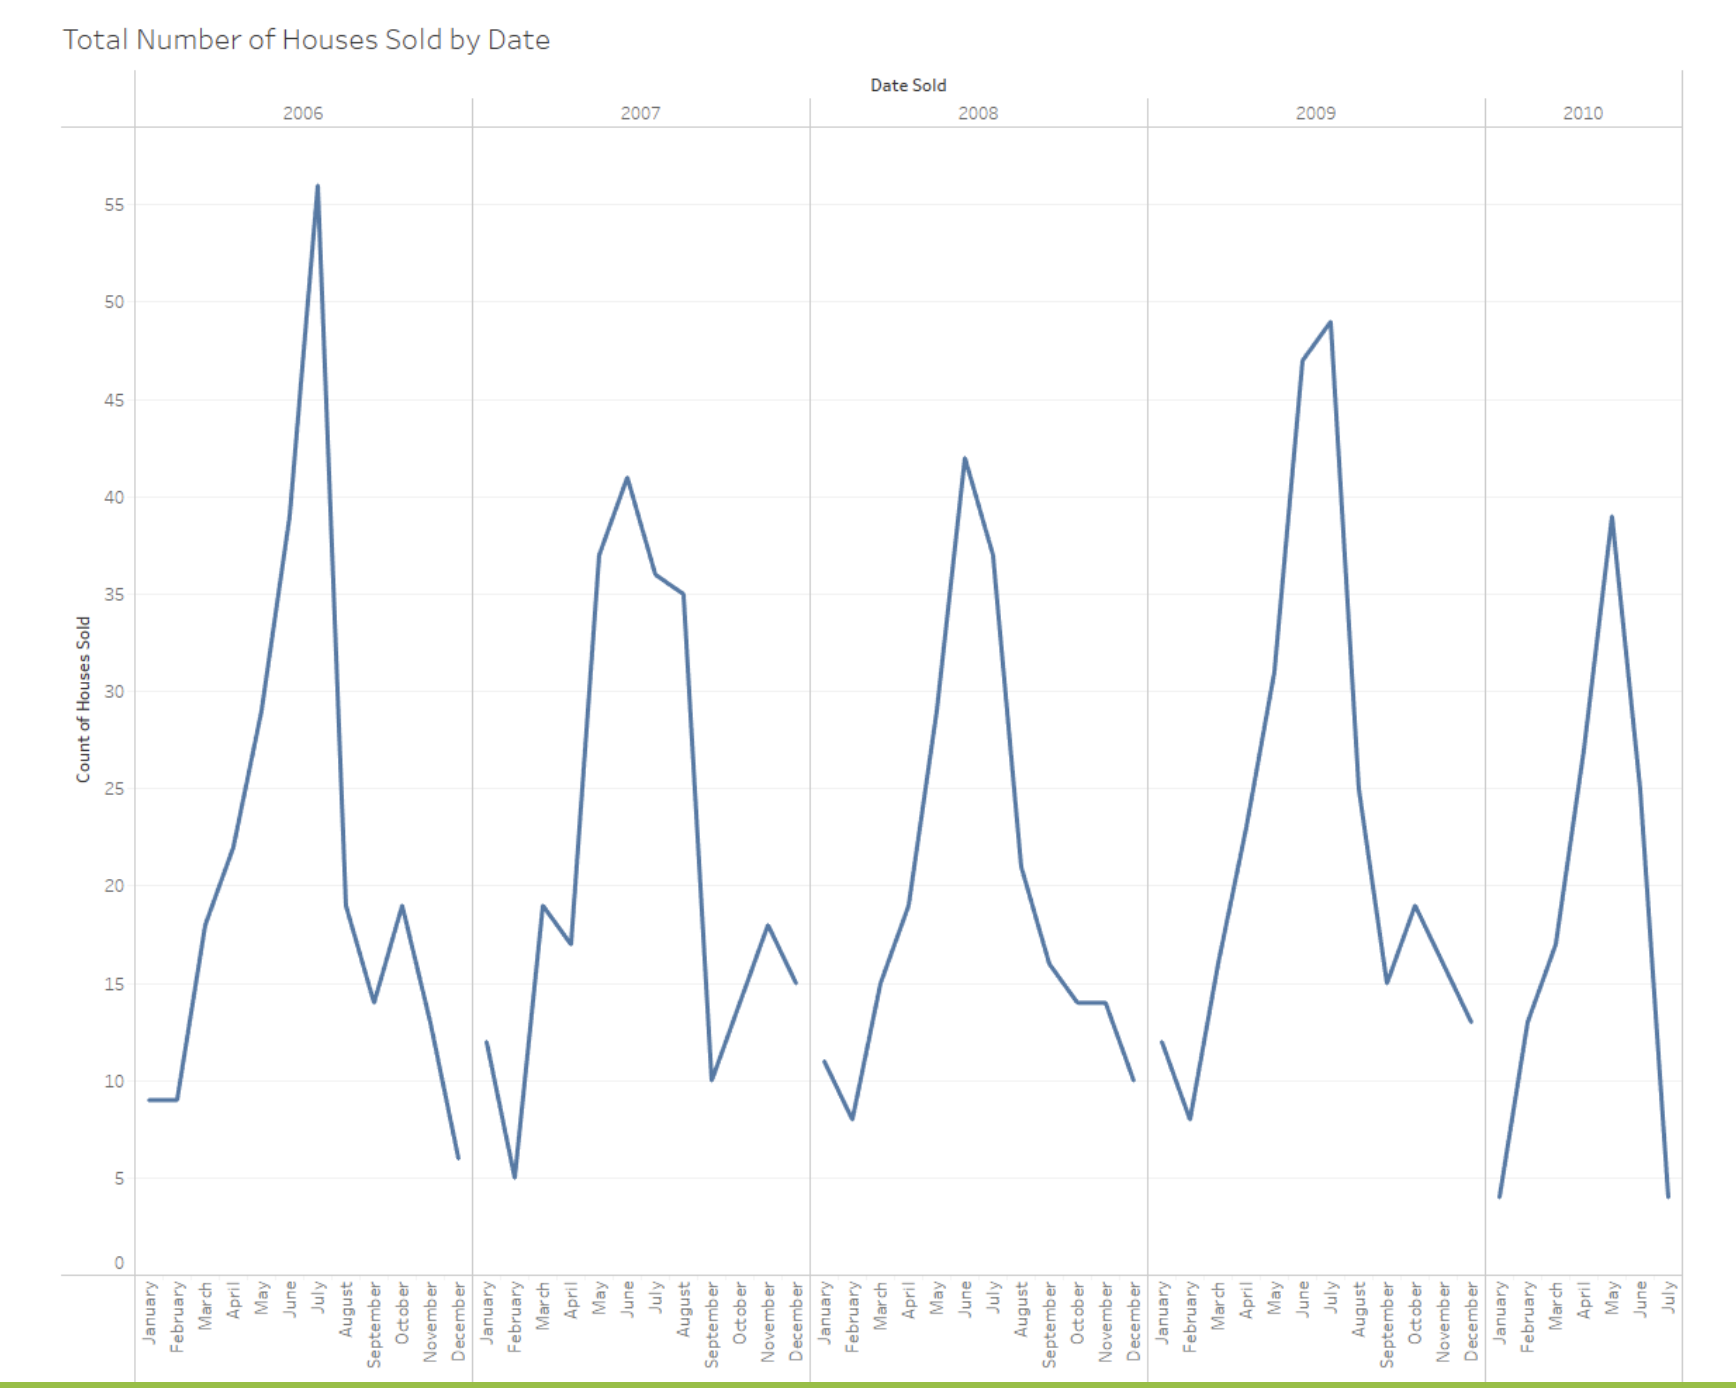 Total Number of Houses Sold by Date
Date Sold
2006 2007 2008 2009 2010
Count of Houses Sold
55
50
45
40
35
30
25
20
15
10
5
0
January February March April May June July August September October November December January February March April May June July August September October November December January February March April May June July August September October November December January February March April May June July August September October November December January February March April May June July